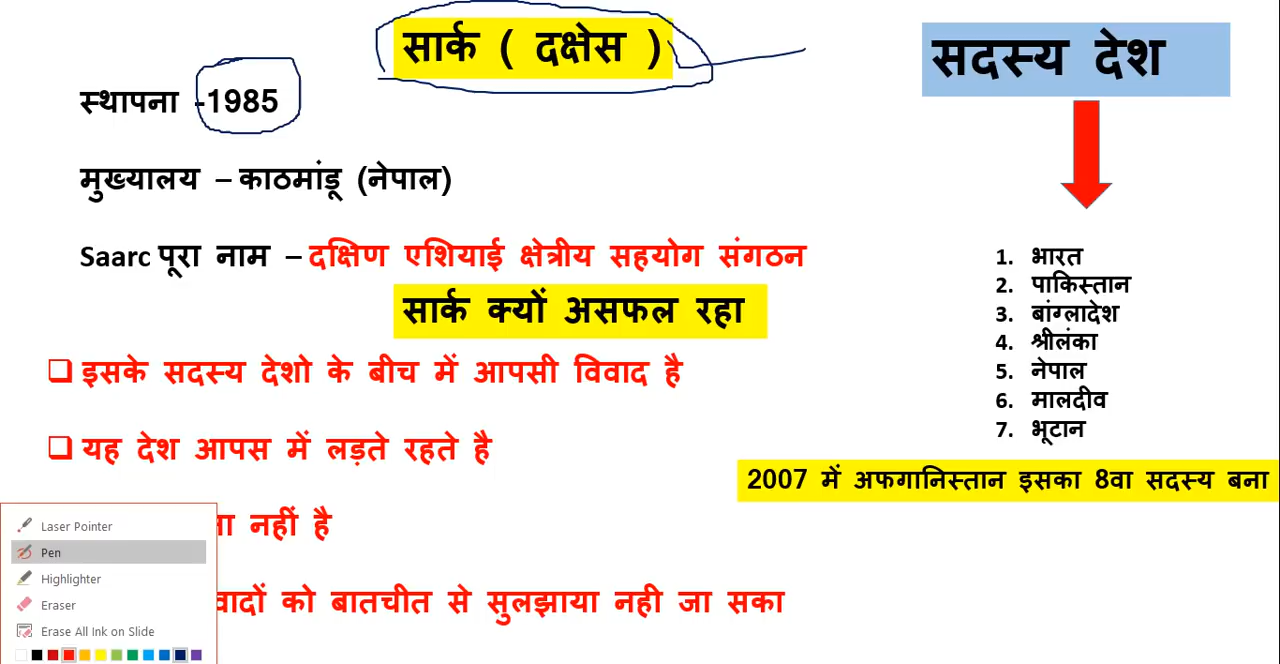 सार्क ( दक्षेस )
स्थापना -1985
मुख्यालय – काठमांडू (नेपाल)
Saarc पूरा नाम – दक्षिण एशियाई क्षेत्रीय सहयोग संगठन
सार्क क्यों असफल रहा
इसके सदस्य देशो के बीच में आपसी विवाद है
यह देश आपस में लड़ते रहते है
नहीं है
को बातचीत से सुलझाया नही जा सका
सदस्य देश
1. भारत
2. पाकिस्तान
3. बांग्लादेश
4. श्रीलंका
5. नेपाल
6. मालदीव
7. भूटान
2007 में अफगानिस्तान इसका 8वा सदस्य बना
Laser Pointer
Pen
Highlighter
Eraser
Erase All Ink on Slide